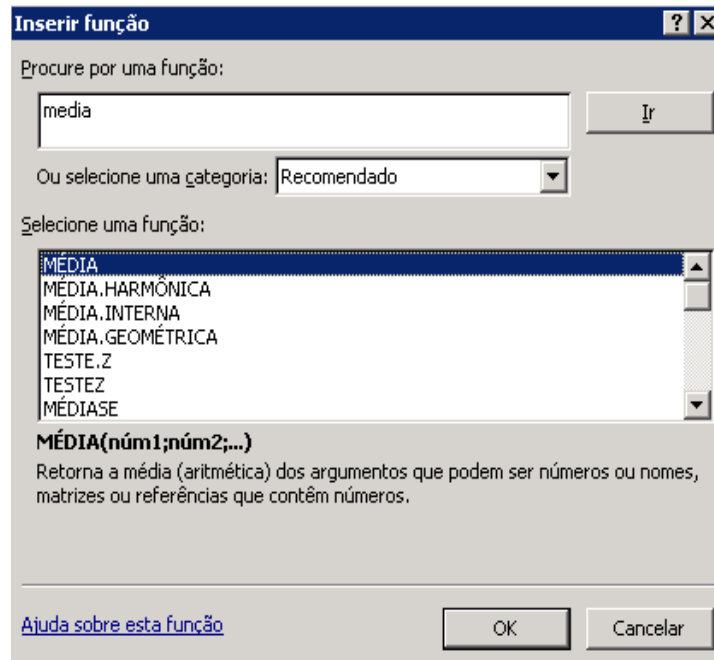 Inserir função
Procure por uma função:
media
Ir
Ou selecione uma categoria: Recomendado
Selecione uma função:
MÉDIA
MÉDIA.HARMÔNICA
MÉDIA.INTERNA
MÉDIA.GEOMÉTRICA
TESTE.Z
TESTEZ
MÉDIASE
MÉDIA(núm1;núm2;...)
Retorna a média (aritmética) dos argumentos que podem ser números ou nomes,
matrizes ou referências que contêm números.
Ajuda sobre esta função
OK
Cancelar